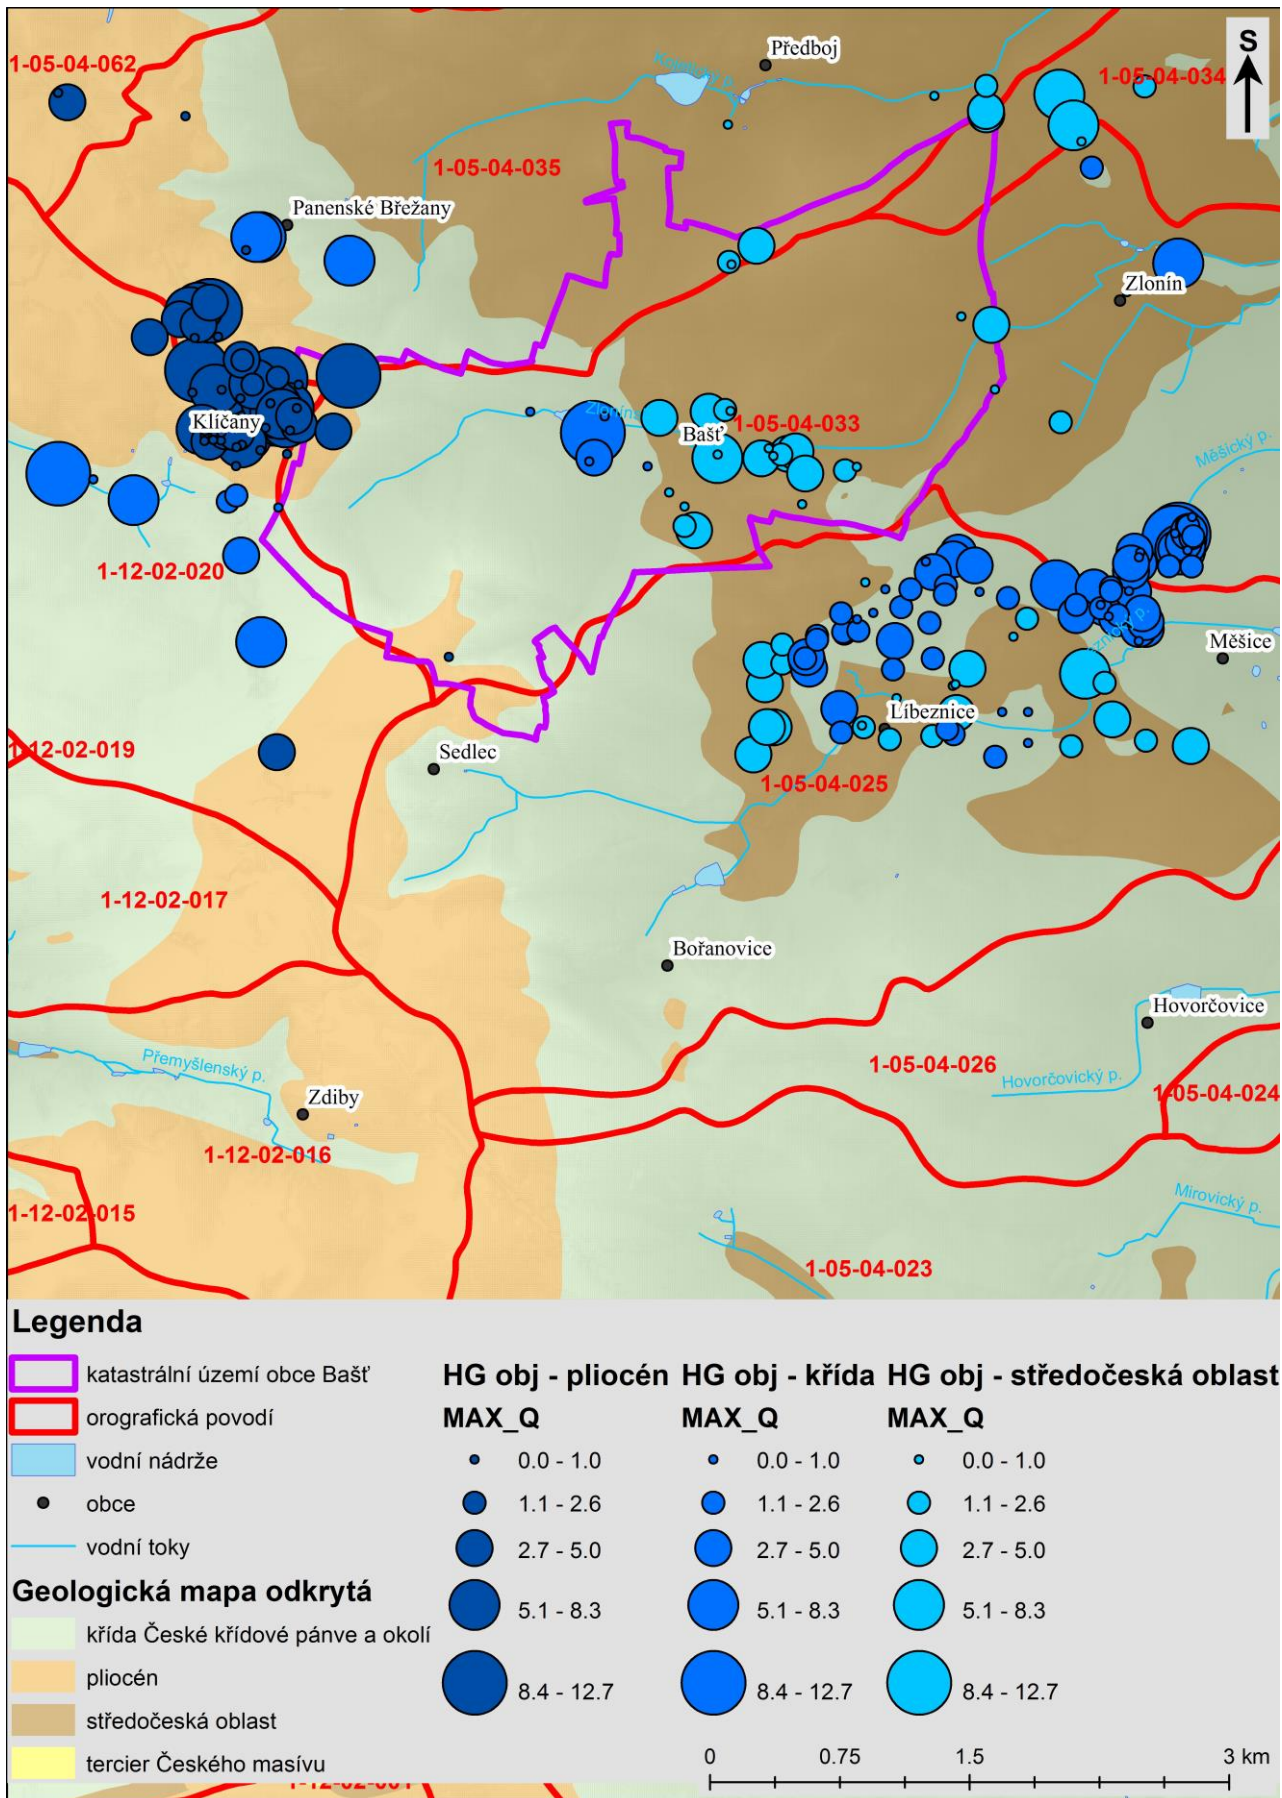 S
Předboj
Kojetický p.
1-05-04-062
1-05-04-034
1-05-04-035
Panenské Břežany
Zlonín
Klíčany
Bašť
1-05-04-033
Měšický p.
1-12-02-020
Měšice
Líbeznice
1-12-02-019
Sedlec
1-05-04-025
1-12-02-017
Bořanovice
Hovorčovice
Přemyšlenský p.
1-05-04-026
Hovorčovický p.
1-05-04-024
Zdiby
1-12-02-016
Mirovický p.
1-12-02-015
1-05-04-023
Legenda
katastrální území obce Bašť
orografická povodí
vodní nádrže
obce
vodní toky
Geologická mapa odkrytá
křída České křídové pánve a okolí
pliocén
středočeská oblast
tercier Českého masívu
HG obj - pliocén
MAX_Q
0.0 - 1.0
1.1 - 2.6
2.7 - 5.0
5.1 - 8.3
8.4 - 12.7
HG obj - křída
MAX_Q
0.0 - 1.0
1.1 - 2.6
2.7 - 5.0
5.1 - 8.3
8.4 - 12.7
HG obj - středočeská oblast
MAX_Q
0.0 - 1.0
1.1 - 2.6
2.7 - 5.0
5.1 - 8.3
8.4 - 12.7
0 0.75 1.5 3 km